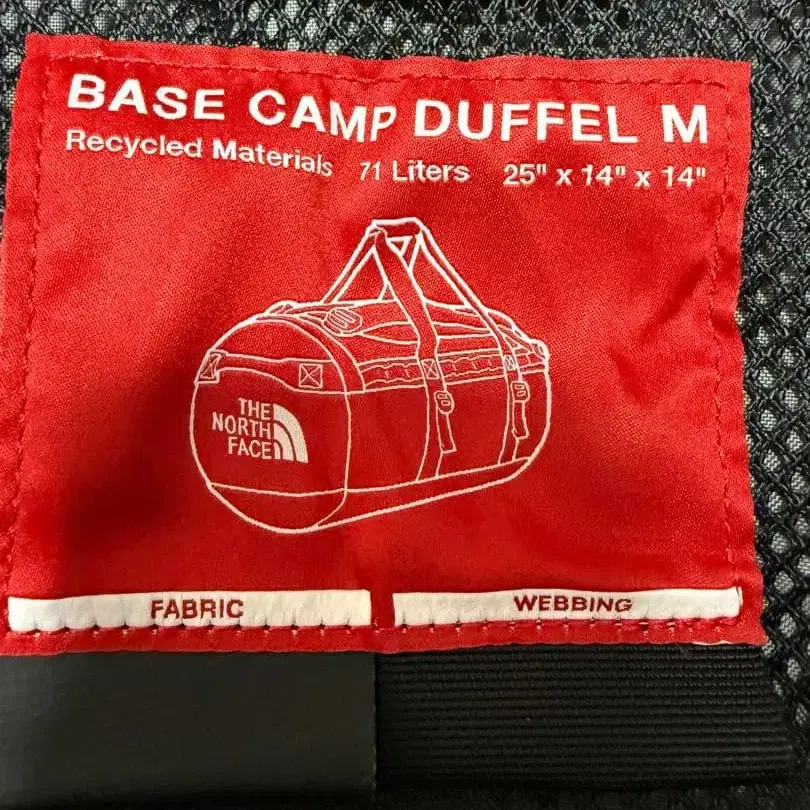 BASE CAMP DUFFEL M
Recycled Materials 71 Liters 25" x 14" x 14"
THE
NORTH
FACE
FABRIC WEBBING